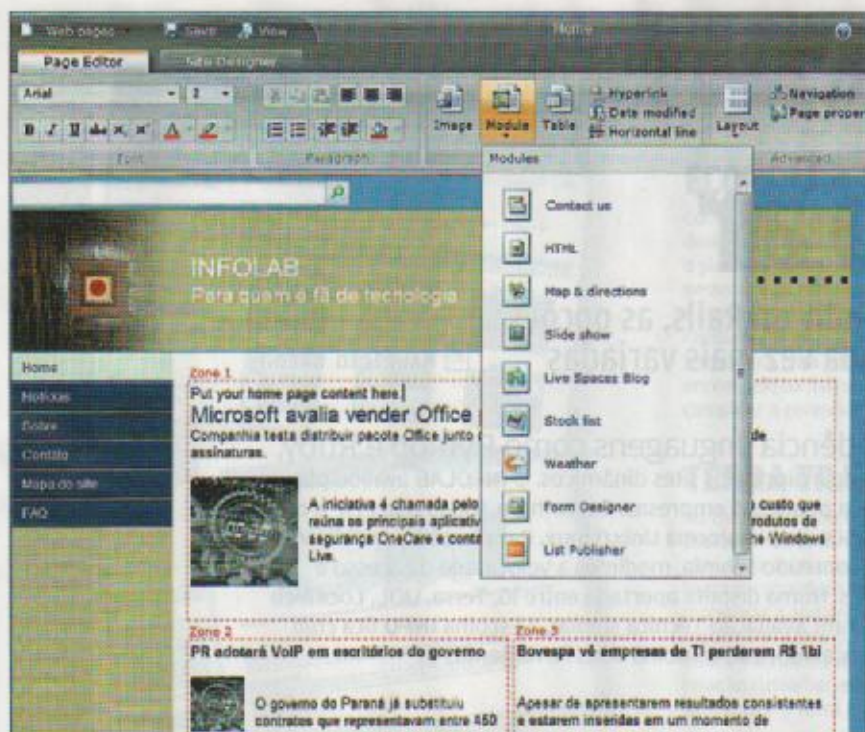 Web pages Save View Home
Page Editor Site Designer
Arial 2
Image Module Table Hyperlink
Date modified
Horizontal line
Layout Navigation
Page proper
Font Paragraph Advanced
Modules
Contact us
HTML
Map & directions
Slide show
Live Spaces Blog
Stock list
Weather
Form Designer
List Publisher
INFOLAB
Para quem é fã de tecnologia
Home
Notícias
Sobre
Contato
Mapa do site
FAQ
Zone 1
Put your home page content here.
Microsoft avalia vender Office
Companhia testa distribuir pacote Office junto de
assinaturas.
A iniciativa é chamada pelo custo que
reúna os principais aplicativ rodutos de
segurança OneCare e conta ne Windows
Live.
Zone 2
PR adotará VoIP em escritórios do governo
O governo do Paraná já substituiu
contratos que representavam entre 450
Zone 3
Bovespa vê empresas de TI perderem R$ 1bi
Apesar de apresentarem resultados consistentes
e estarem inseridas em um momento de